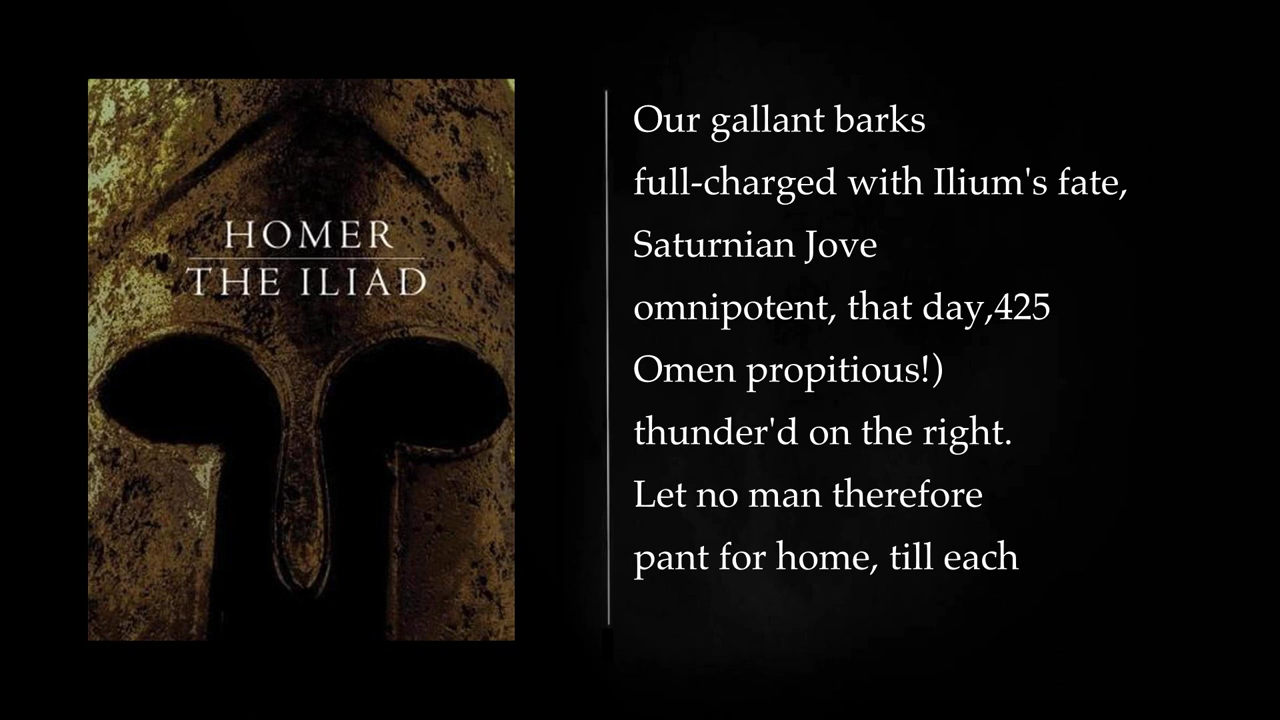 HOMER
THE ILIAD
Our gallant barks
full-charged with Ilium's fate,
Saturnian Jove
omnipotent, that day,425
Omen propitious!)
thunder'd on the right.
Let no man therefore
pant for home, till each